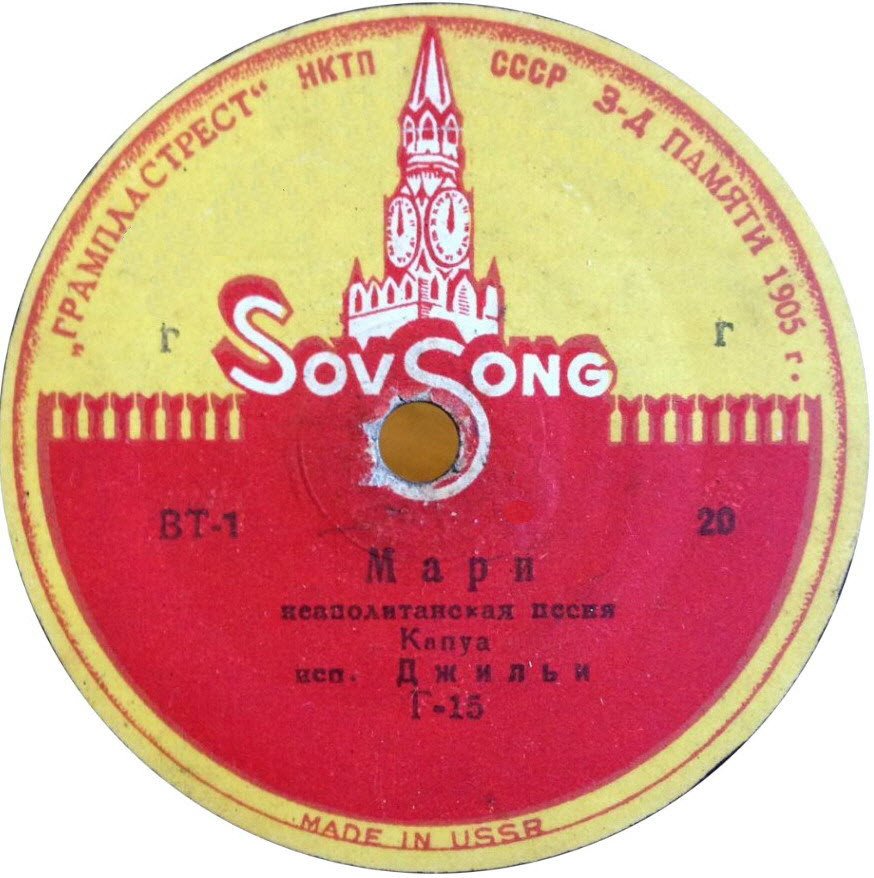 „ГРАМПЛАСТРЕСТ“ НКТП СССР З-Д ПАМЯТИ 1905 г.
г г
SOVSONG
ВТ-1 20
Мари
неаполитанская песня
Капуа
исп. Джильи
Г-15
MADE IN USSR